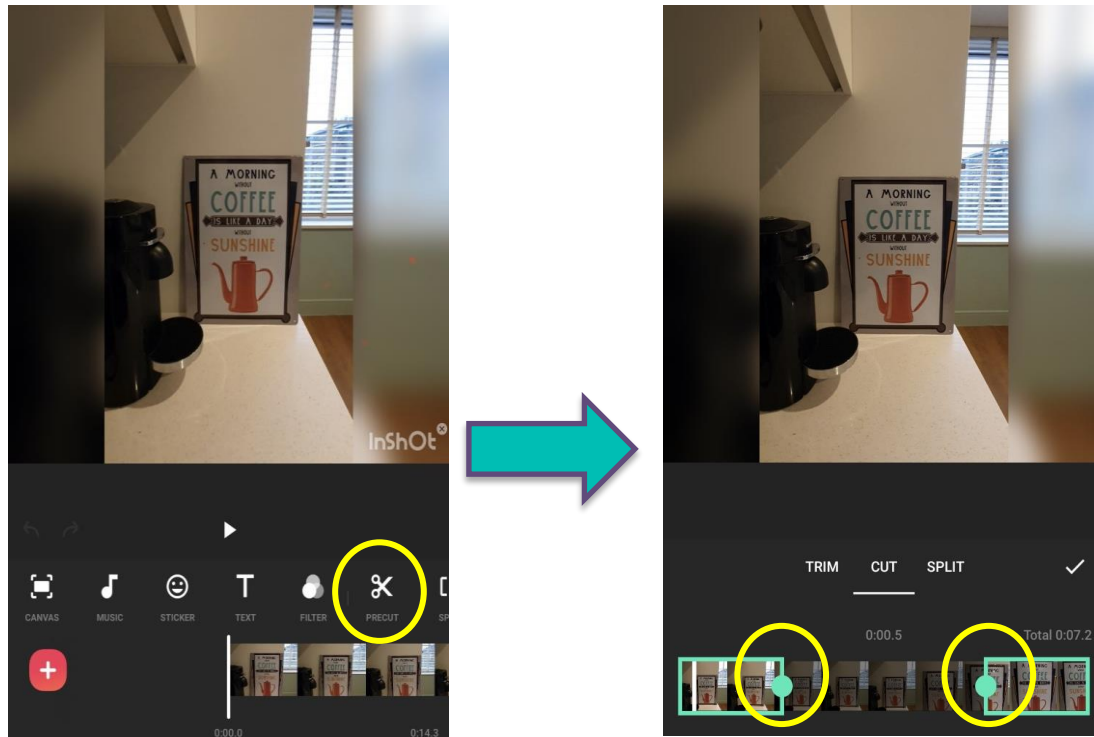 A MORNING
WITHOUT
COFFEE
IS LIKE A DAY
WITHOUT
SUNSHINE
InShOt
CANVAS
MUSIC
STICKER
TEXT
FILTER
PRECUT
SP
0:00.0
0:14.3
A MORNING
WITHOUT
COFFEE
IS LIKE A DAY
WITHOUT
SUNSHINE
TRIM CUT SPLIT
0:00.5 Total 0:07.2